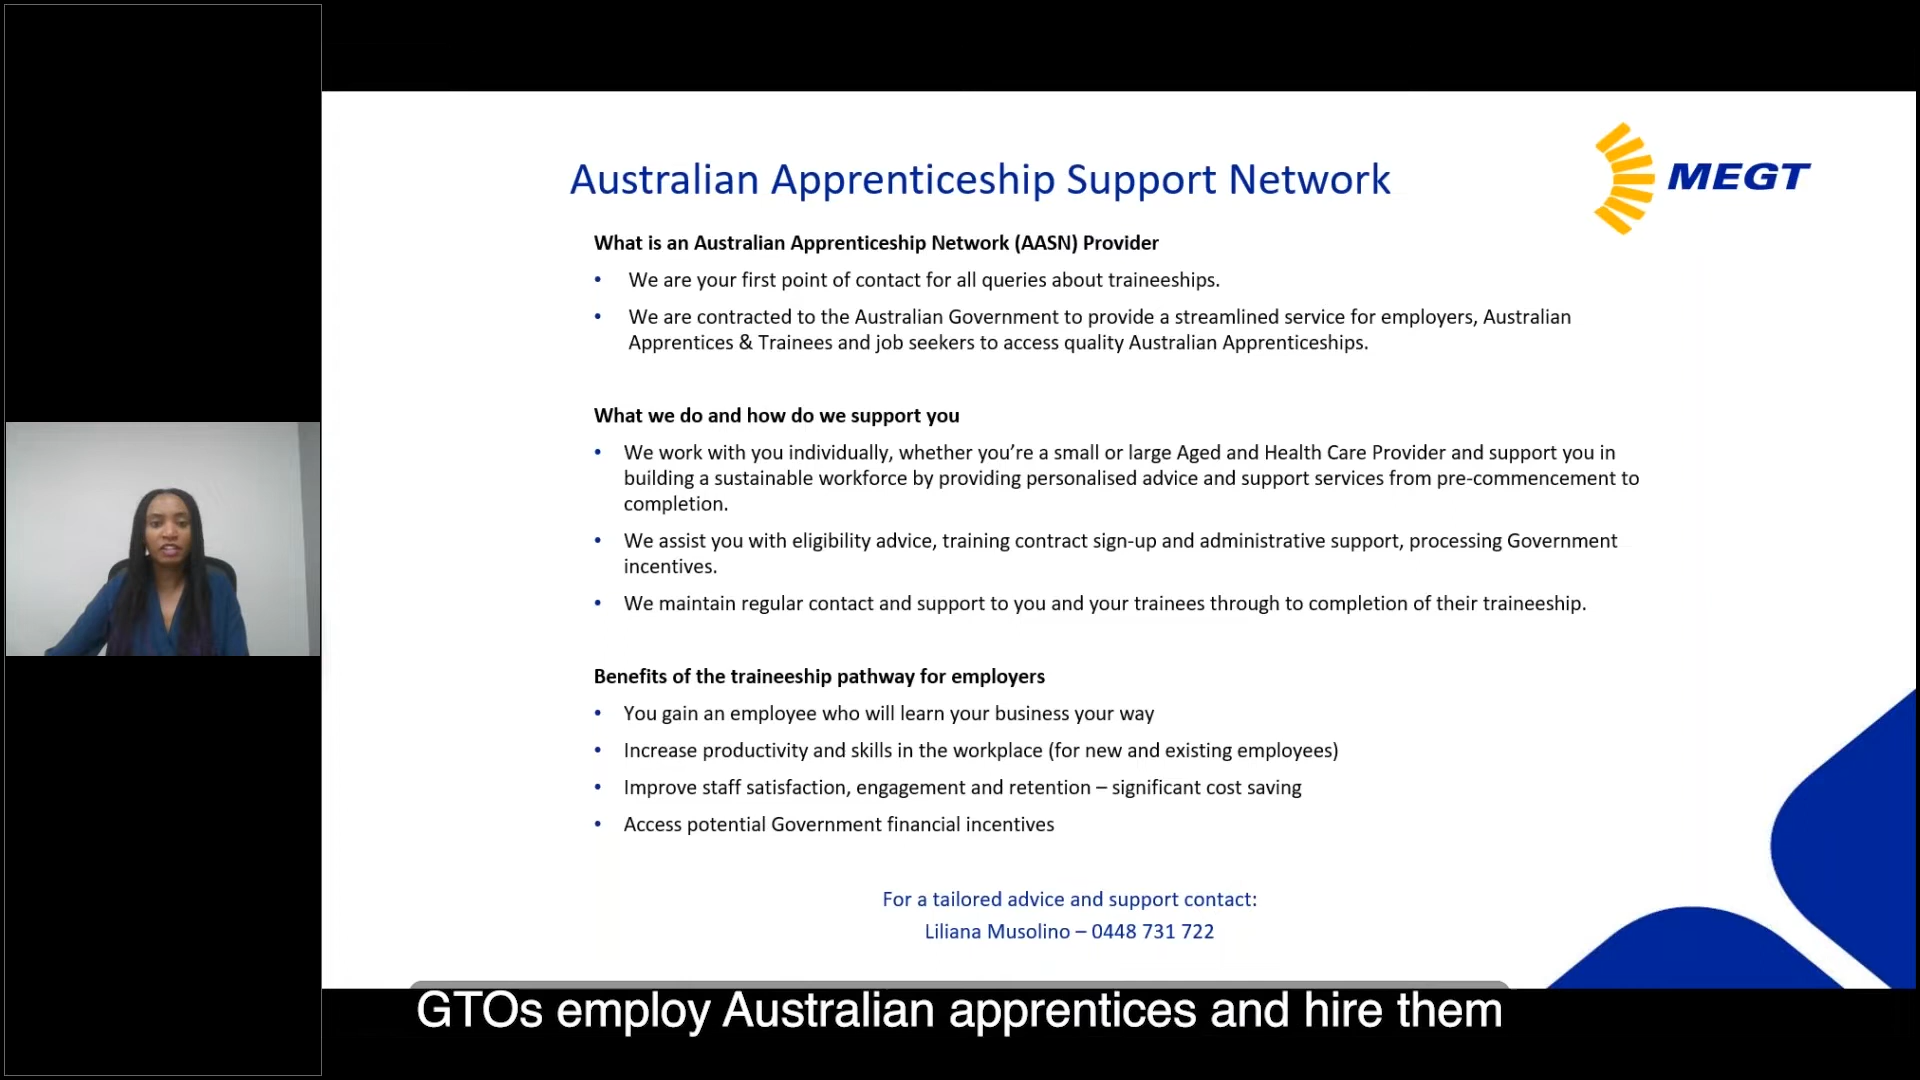 Australian Apprenticeship Support Network
MEGT
What is an Australian Apprenticeship Network (AASN) Provider
• We are your first point of contact for all queries about traineeships.
• We are contracted to the Australian Government to provide a streamlined service for employers, Australian
Apprentices & Trainees and job seekers to access quality Australian Apprenticeships.
What we do and how do we support you
• We work with you individually, whether you’re a small or large Aged and Health Care Provider and support you in
building a sustainable workforce by providing personalised advice and support services from pre-commencement to
completion.
• We assist you with eligibility advice, training contract sign-up and administrative support, processing Government
incentives.
• We maintain regular contact and support to you and your trainees through to completion of their traineeship.
Benefits of the traineeship pathway for employers
• You gain an employee who will learn your business your way
• Increase productivity and skills in the workplace (for new and existing employees)
• Improve staff satisfaction, engagement and retention – significant cost saving
• Access potential Government financial incentives
For a tailored advice and support contact:
Liliana Musolino – 0448 731 722
GTOs employ Australian apprentices and hire them